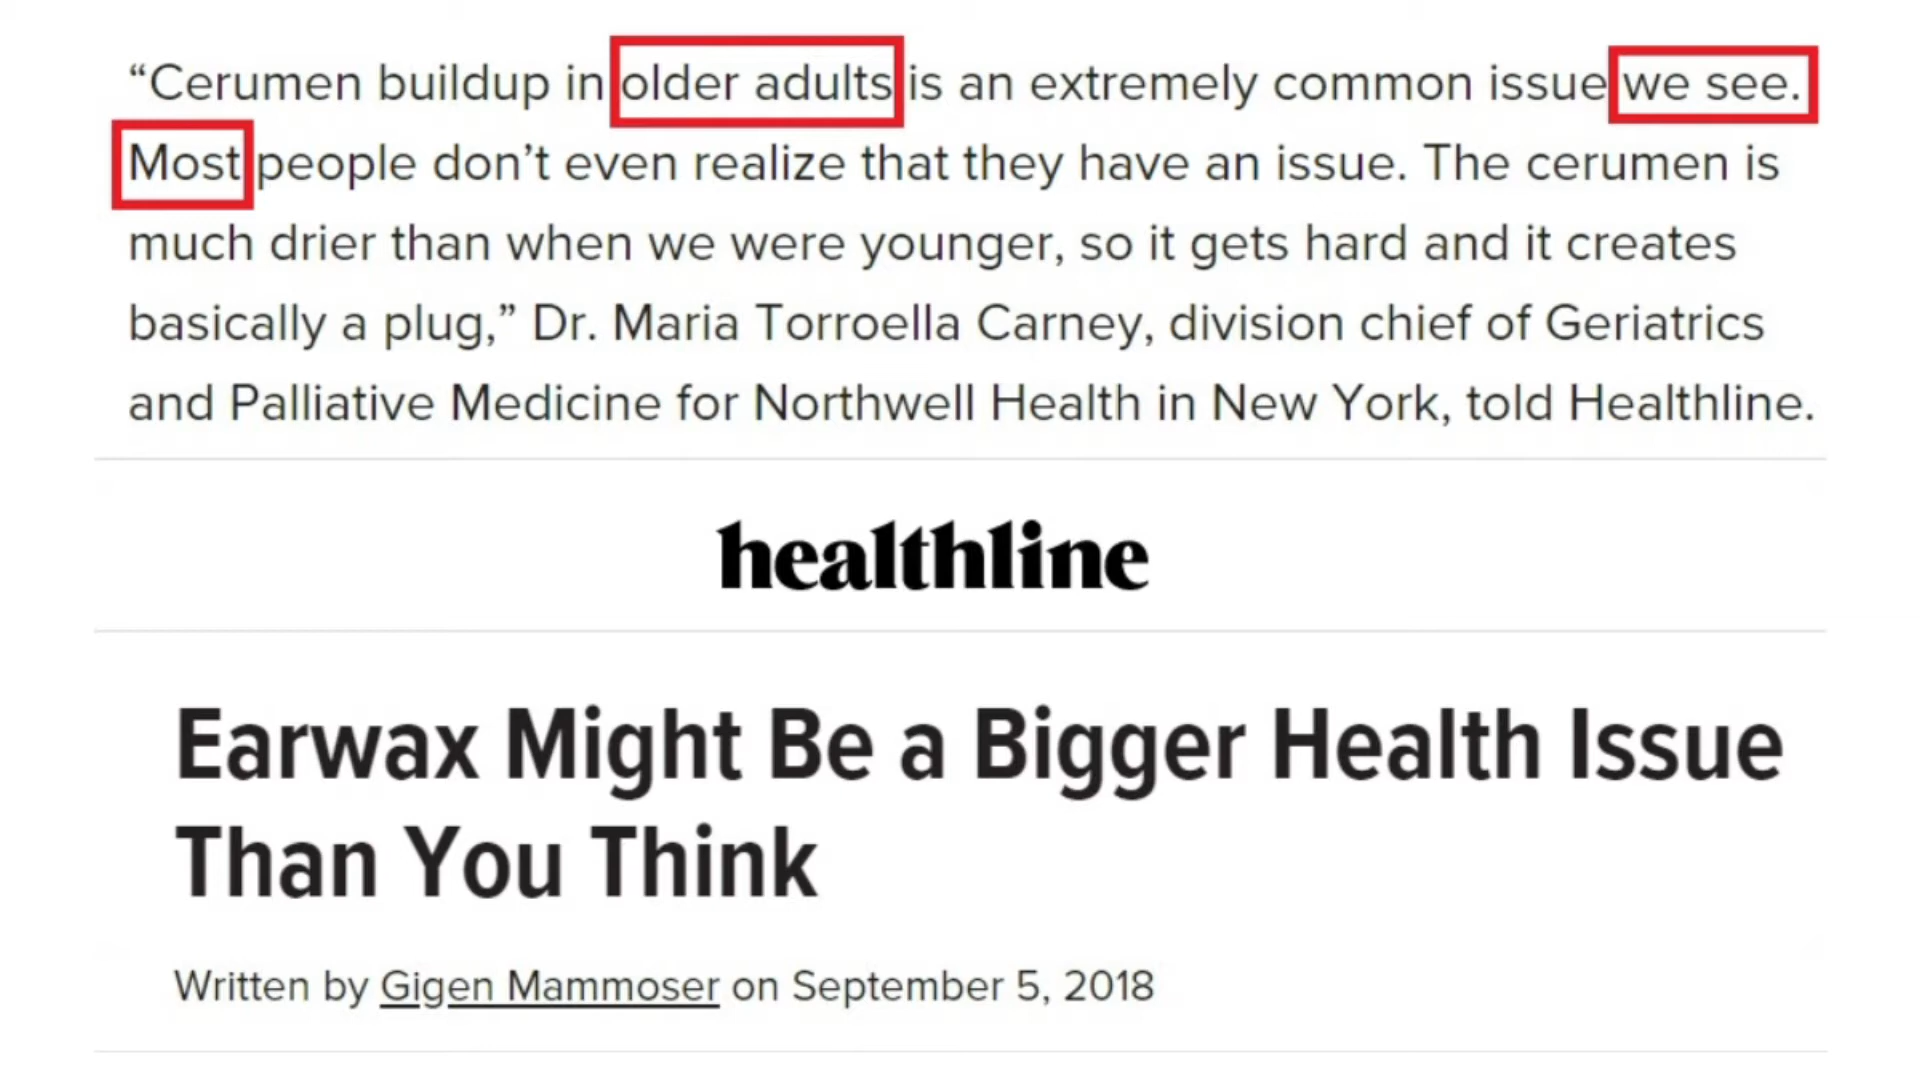 “Cerumen buildup in older adults is an extremely common issue we see.
Most people don’t even realize that they have an issue. The cerumen is
much drier than when we were younger, so it gets hard and it creates
basically a plug,” Dr. Maria Torroella Carney, division chief of Geriatrics
and Palliative Medicine for Northwell Health in New York, told Healthline.
healthline
Earwax Might Be a Bigger Health Issue
Than You Think
Written by Gigen Mammoser on September 5, 2018